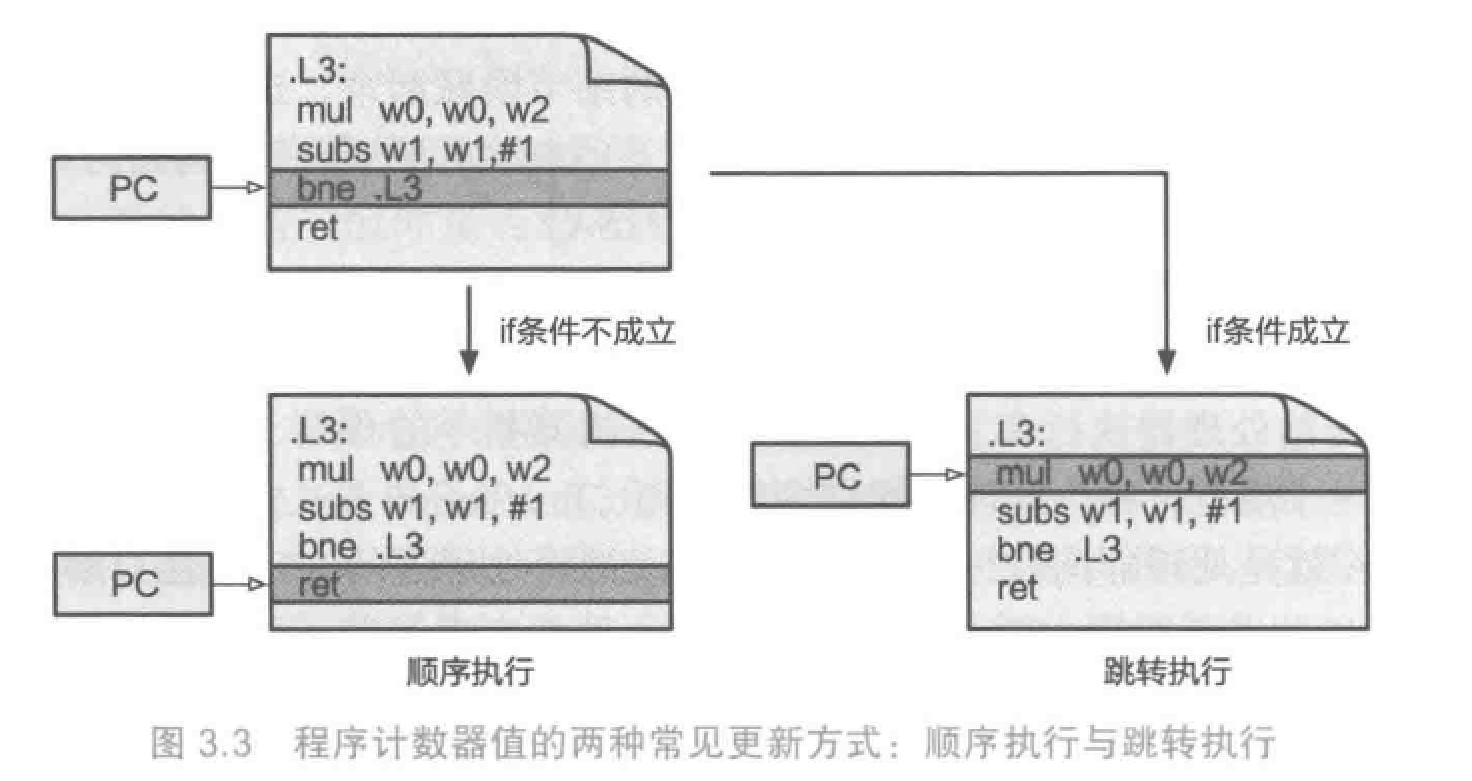 .L3:
mul w0, w0, w2
subs w1, w1,#1
PC
bne .L3
ret
if条件不成立
if条件成立
.L3:
mul w0, w0, w2
subs w1, w1, #1
bne .L3
PC
ret
顺序执行
.L3:
PC
mul w0, w0, w2
subs w1, w1, #1
bne .L3
ret
跳转执行
图 3.3 程序计数器值的两种常见更新方式：顺序执行与跳转执行